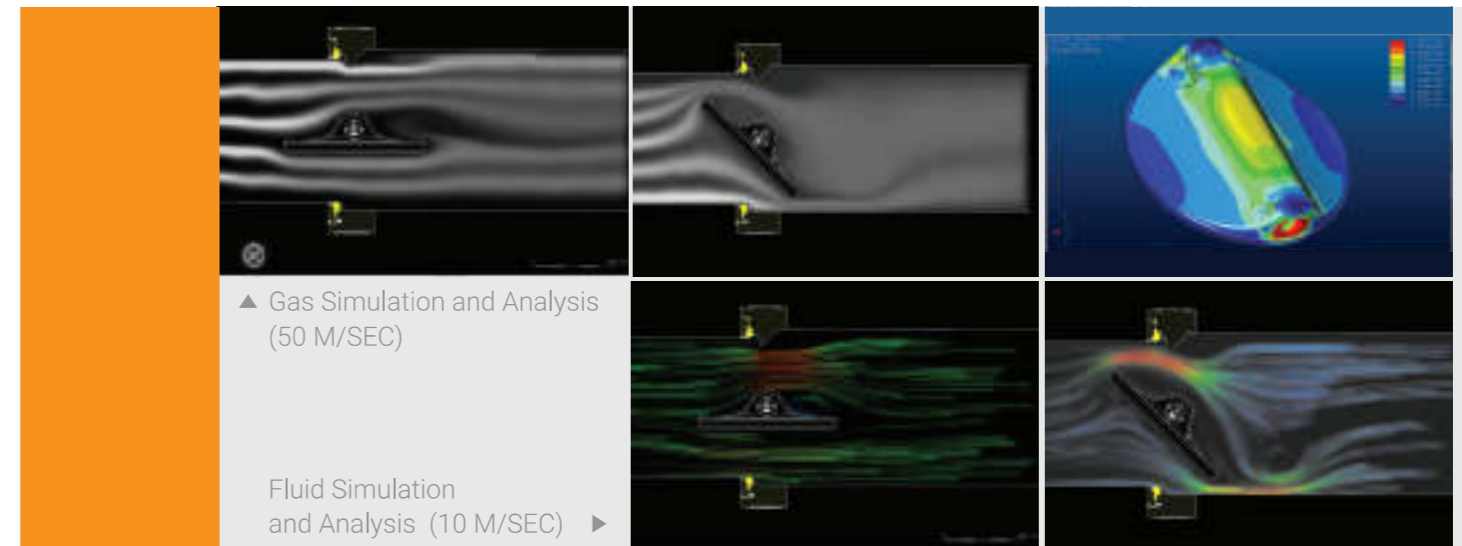 ▲ Gas Simulation and Analysis
(50 M/SEC)
Fluid Simulation
and Analysis (10 M/SEC) ▶